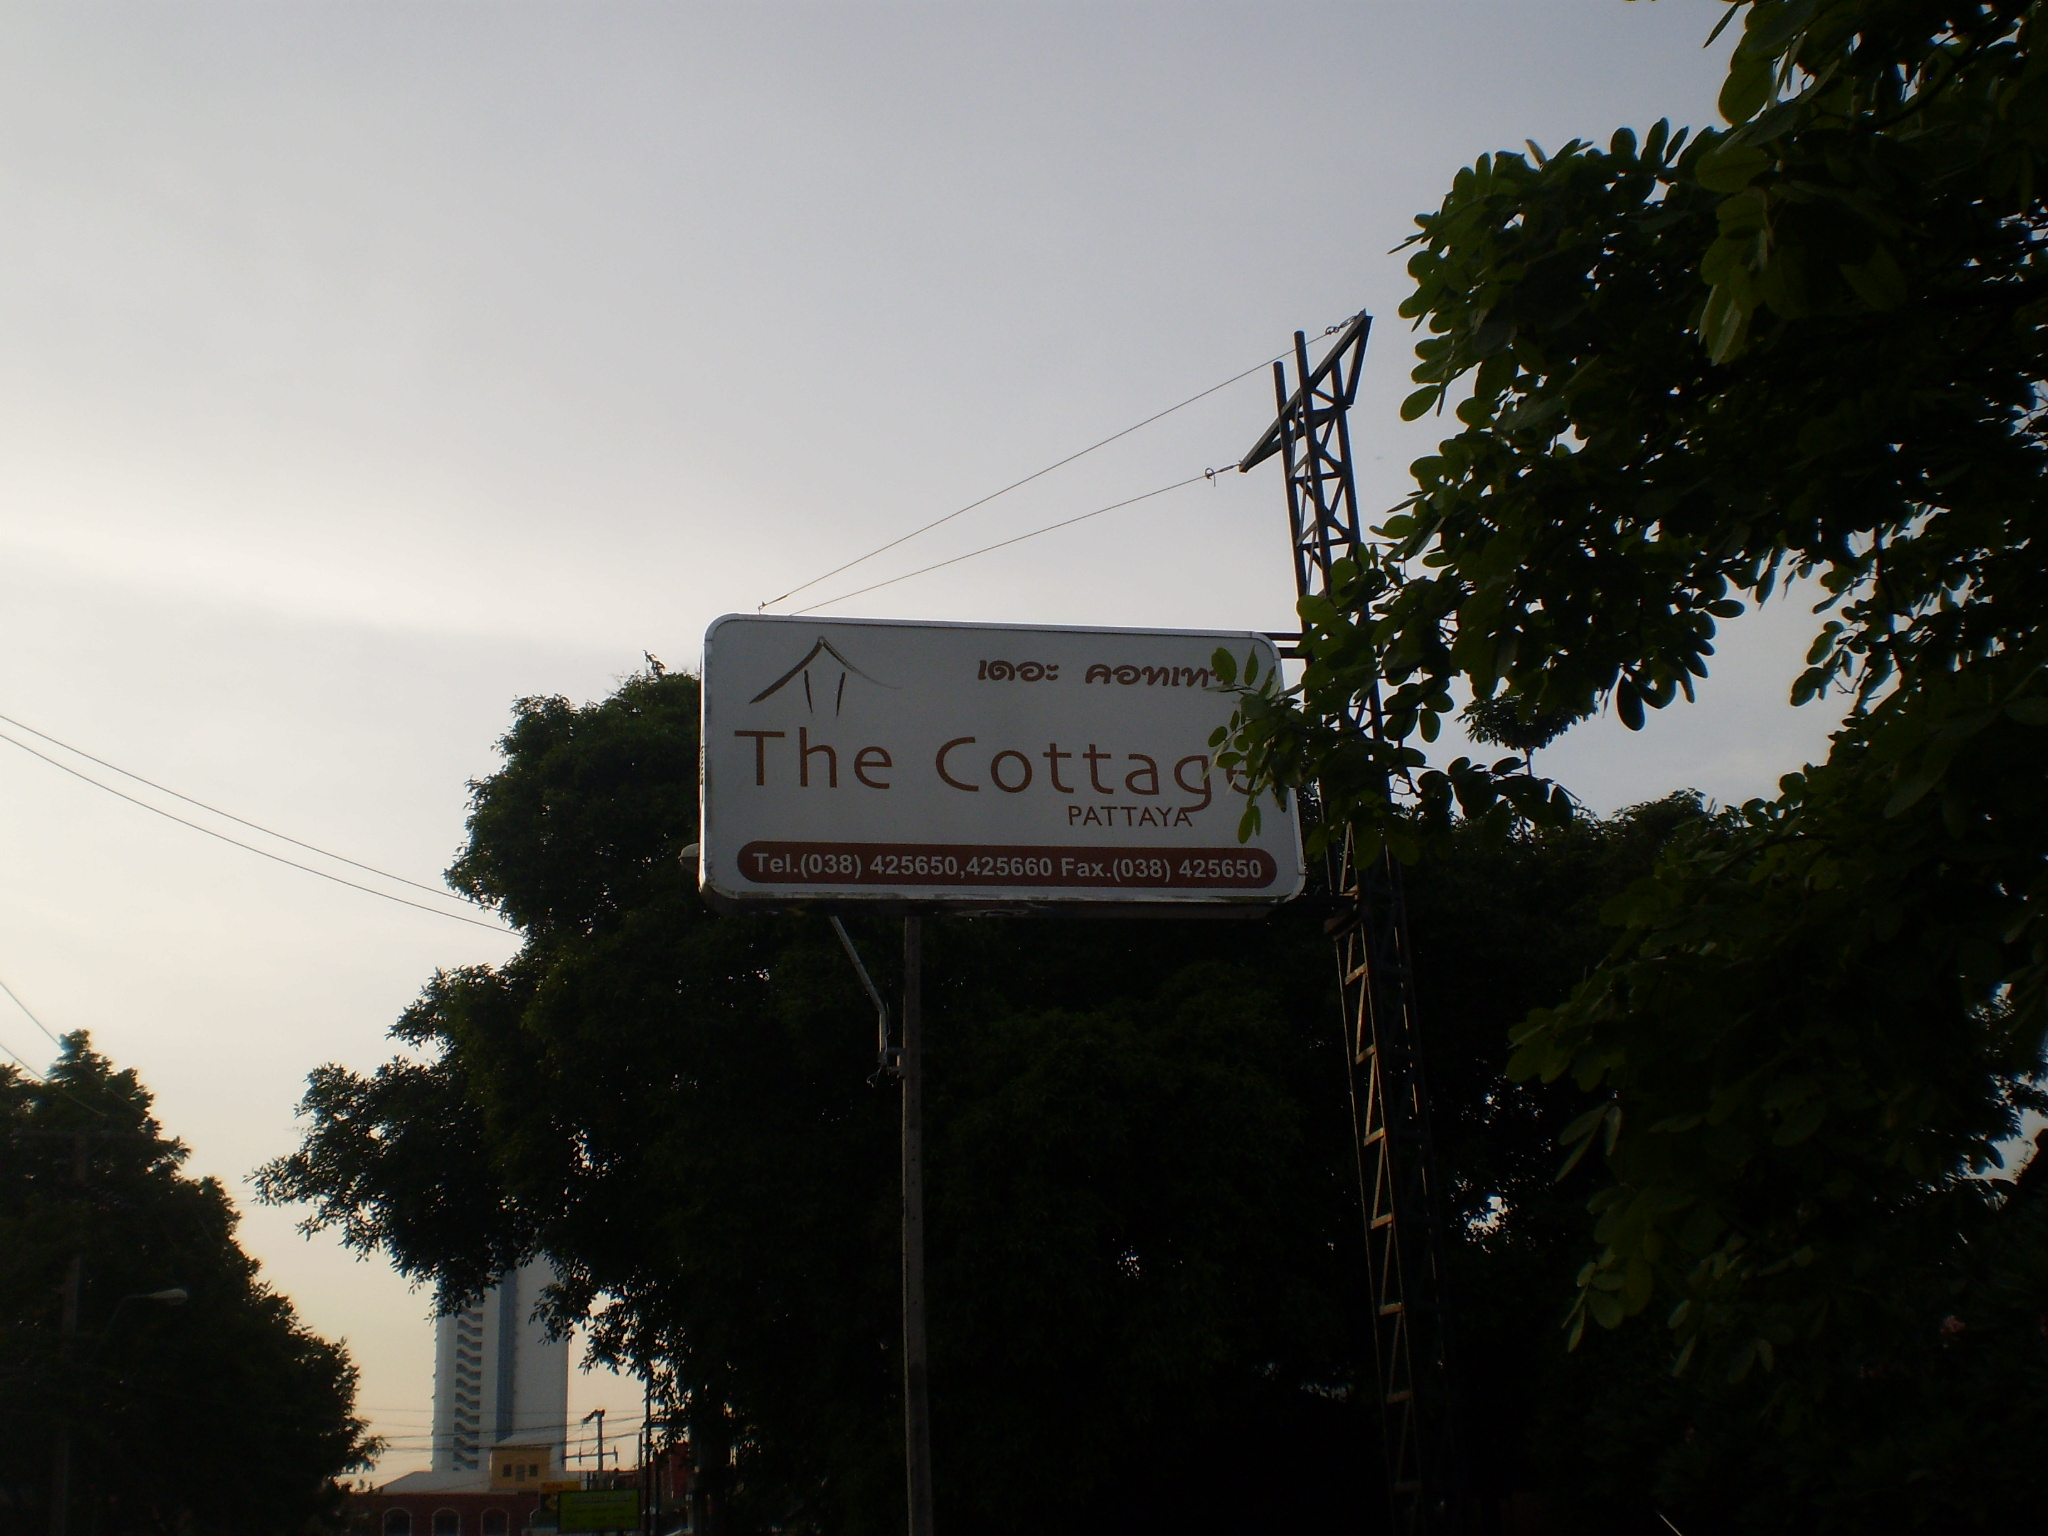 เดอะ
The Cottage
PATTAYA
Tel.(038) 425650,425660 Fax.(038) 425650